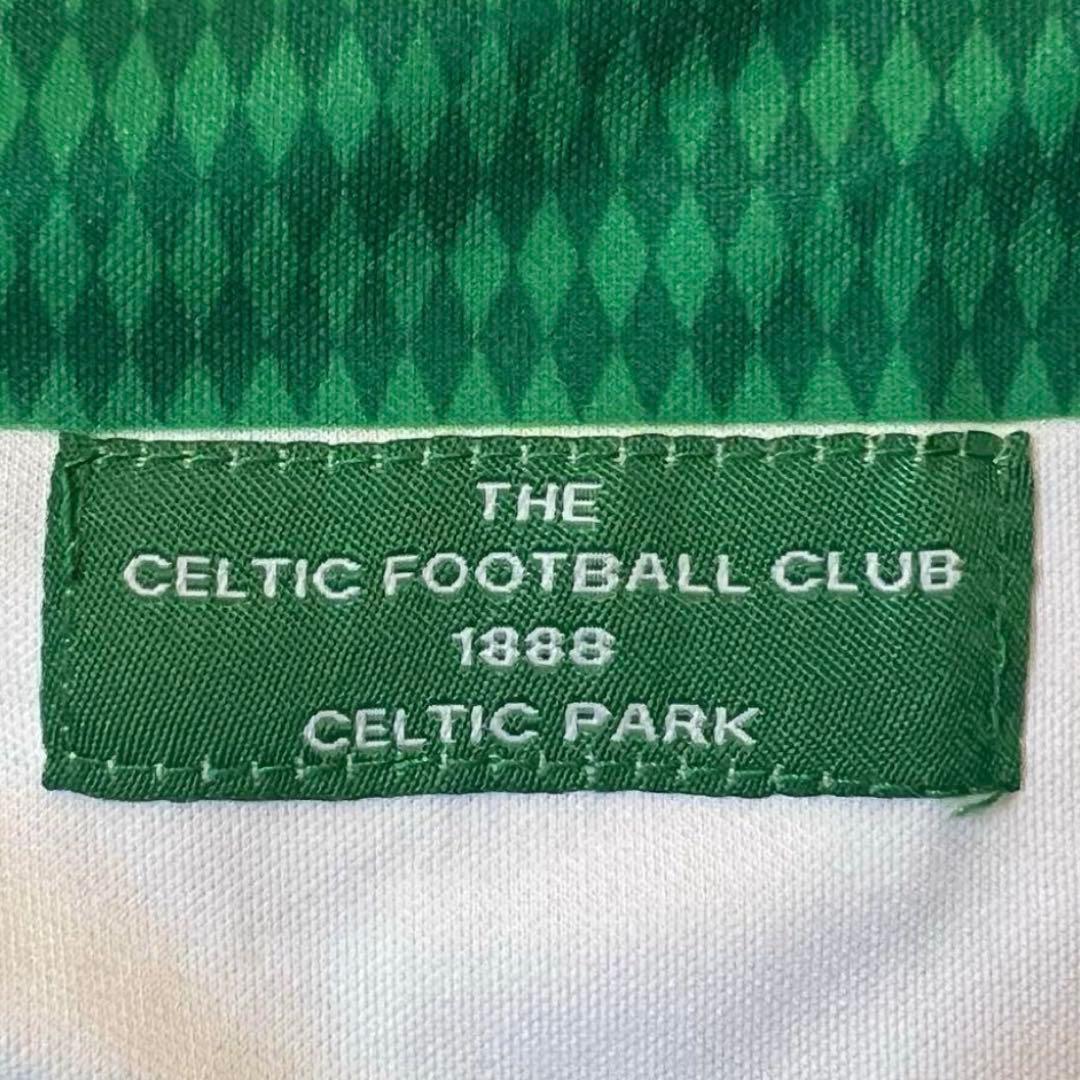 THE
CELTIC FOOTBALL CLUB
1888
CELTIC PARK